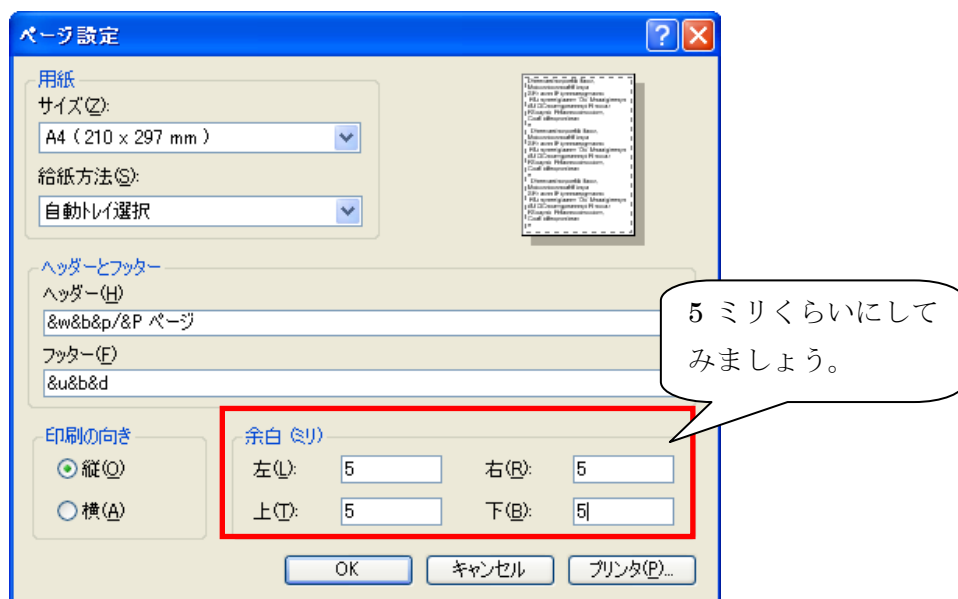 ページ設定
用紙
サイズ(Z):
A4 ( 210 x 297 mm )
給紙方法(S):
自動トレイ選択
ヘッダーとフッター
ヘッダー(H)
&w&b&p/&P ページ
フッター(F)
&u&b&d
5 ミリくらいにして
みましょう。
印刷の向き
縦(O)
横(A)
余白 (ミリ)
左(L): 5 右(R): 5
上(T): 5 下(B): 5
OK キャンセル プリンタ(P)...